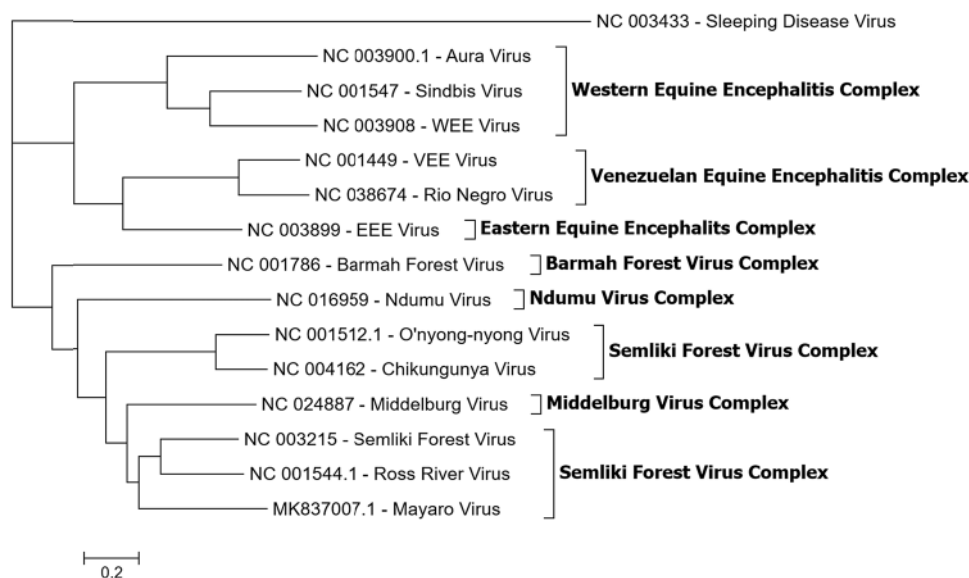 NC 003433 - Sleeping Disease Virus
NC 003900.1 - Aura Virus
NC 001547 - Sindbis Virus
Western Equine Encephalitis Complex
NC 003908 - WEE Virus
NC 001449 - VEE Virus
Venezuelan Equine Encephalitis Complex
NC 038674 - Rio Negro Virus
NC 003899 - EEE Virus
Eastern Equine Encephalits Complex
NC 001786 - Barmah Forest Virus
Barmah Forest Virus Complex
NC 016959 - Ndumu Virus
Ndumu Virus Complex
NC 001512.1 - O'nyong-nyong Virus
Semliki Forest Virus Complex
NC 004162 - Chikungunya Virus
NC 024887 - Middelburg Virus
Middelburg Virus Complex
NC 003215 - Semliki Forest Virus
NC 001544.1 - Ross River Virus
Semliki Forest Virus Complex
MK837007.1 - Mayaro Virus
0.2